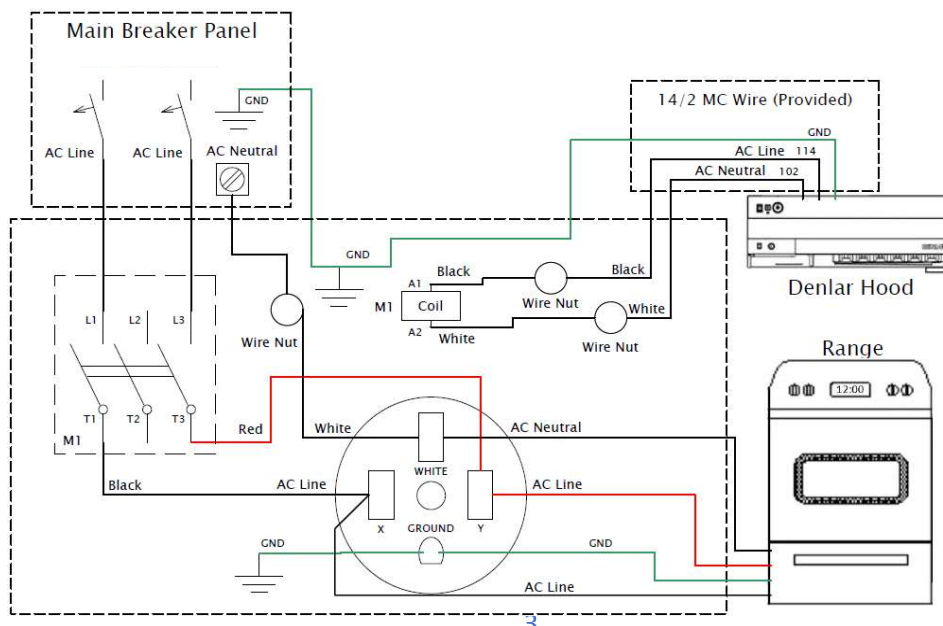 Main Breaker Panel
GND
AC Line
AC Line
AC Neutral
14/2 MC Wire (Provided)
GND
AC Line 114
AC Neutral 102
Denlar Hood
GND
Black
A1
M1
Coil
A2
White
Wire Nut
Black
White
Wire Nut
L1
L2
L3
T1
T2
T3
M1
Wire Nut
Red
White
Black
AC Line
WHITE
X
Y
GROUND
GND
AC Neutral
AC Line
GND
AC Line
Range
12:00
3